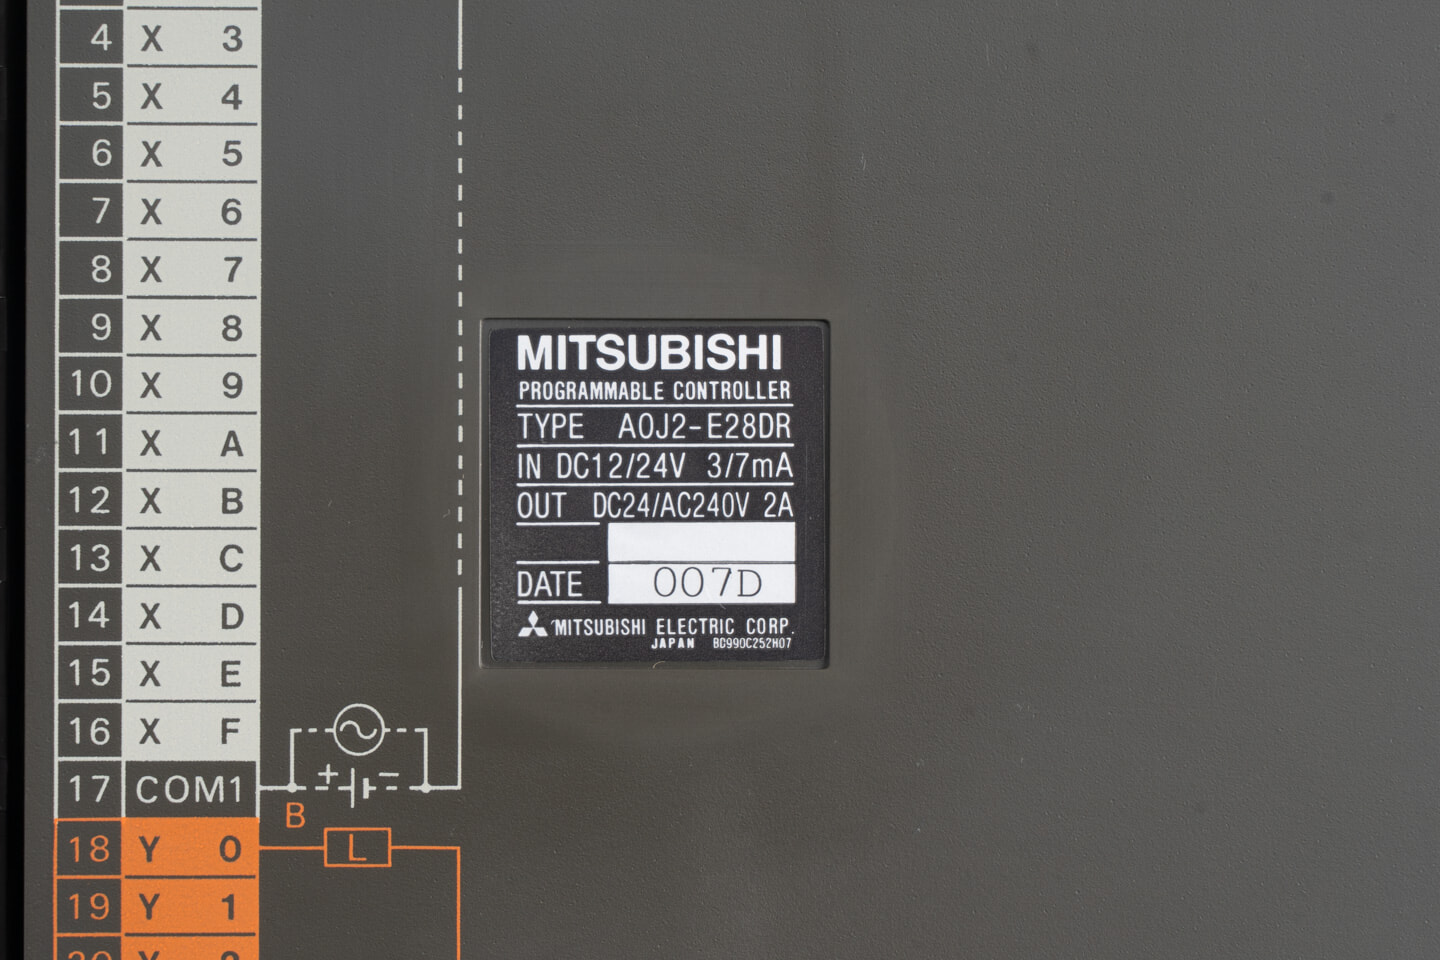 4 X 3
5 X 4
6 X 5
7 X 6
8 X 7
9 X 8
10 X 9
11 X A
12 X B
13 X C
14 X D
15 X E
16 X F
17 COM1
+ −
B
18 Y 0
L
19 Y 1
MITSUBISHI
PROGRAMMABLE CONTROLLER
TYPE A0J2-E28DR
IN DC12/24V 3/7mA
OUT DC24/AC240V 2A
DATE 007D
MITSUBISHI ELECTRIC CORP.
JAPAN BG990C252H07